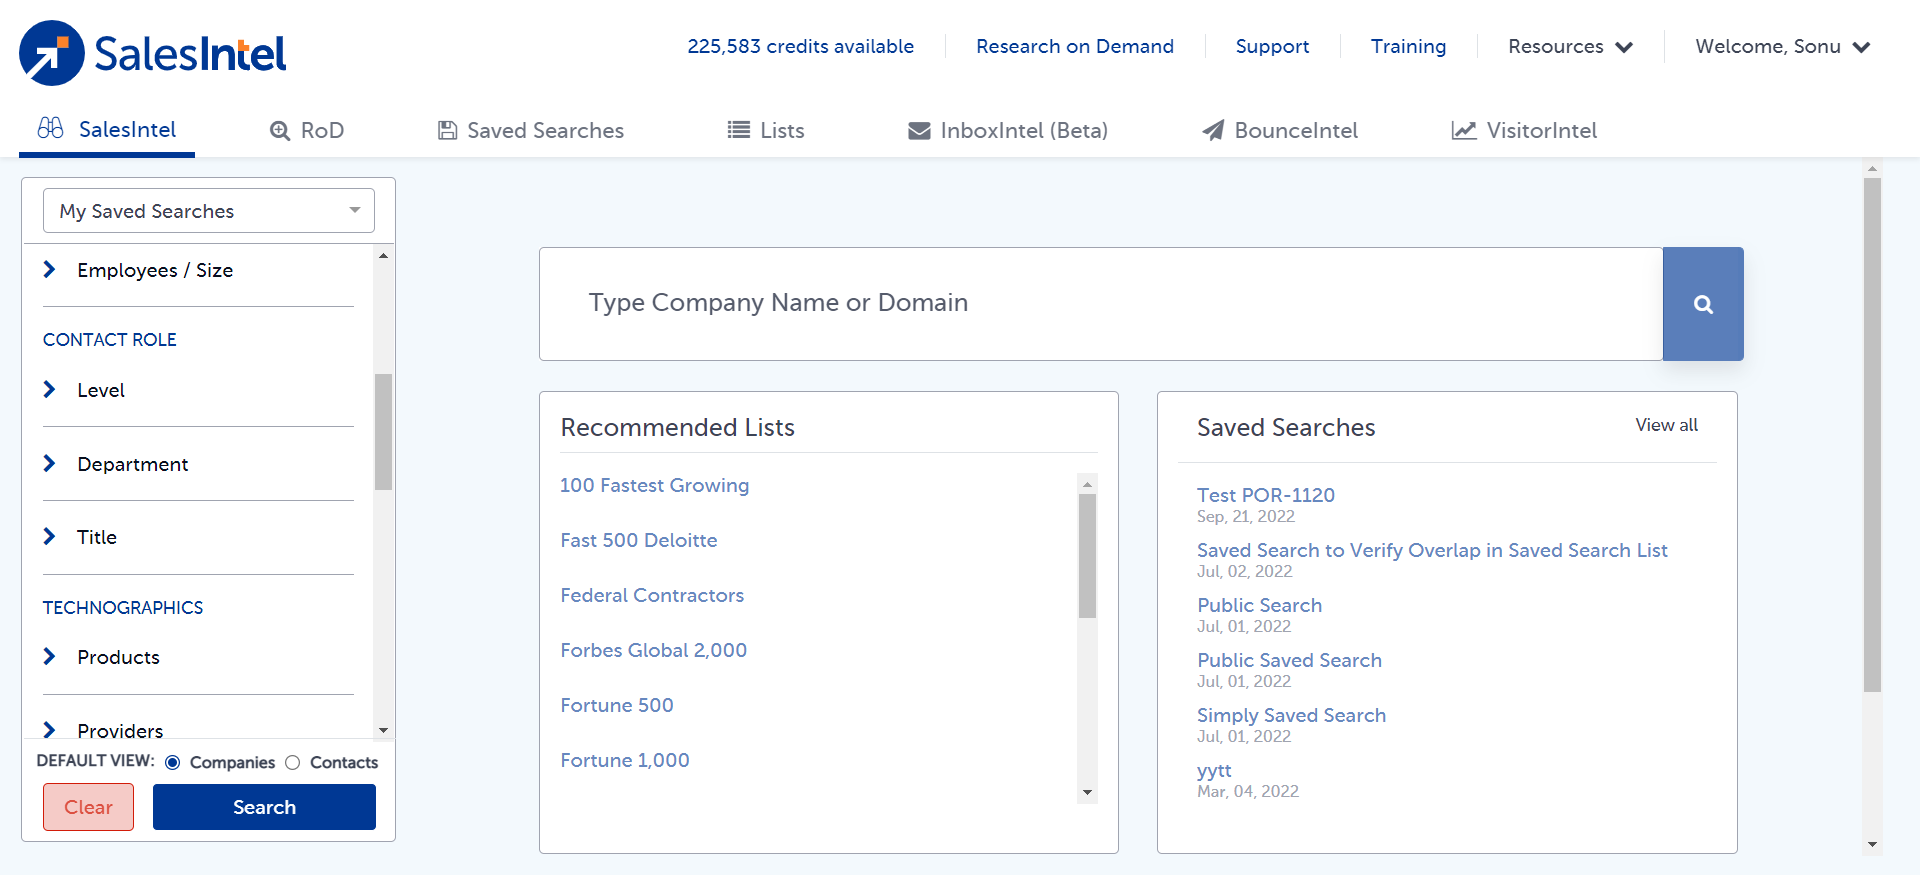 SalesIntel
225,583 credits available
Research on Demand
Support
Training
Resources
Welcome, Sonu
SalesIntel
RoD
Saved Searches
Lists
InboxIntel (Beta)
BounceIntel
VisitorIntel
My Saved Searches
Employees / Size
CONTACT ROLE
Level
Department
Title
TECHNOGRAPHICS
Products
Providers
DEFAULT VIEW: Companies Contacts
Clear
Search
Type Company Name or Domain
Recommended Lists
100 Fastest Growing
Fast 500 Deloitte
Federal Contractors
Forbes Global 2,000
Fortune 500
Fortune 1,000
Saved Searches
View all
Test POR-1120
Sep, 21, 2022
Saved Search to Verify Overlap in Saved Search List
Jul, 02, 2022
Public Search
Jul, 01, 2022
Public Saved Search
Jul, 01, 2022
Simply Saved Search
Jul, 01, 2022
yytt
Mar, 04, 2022